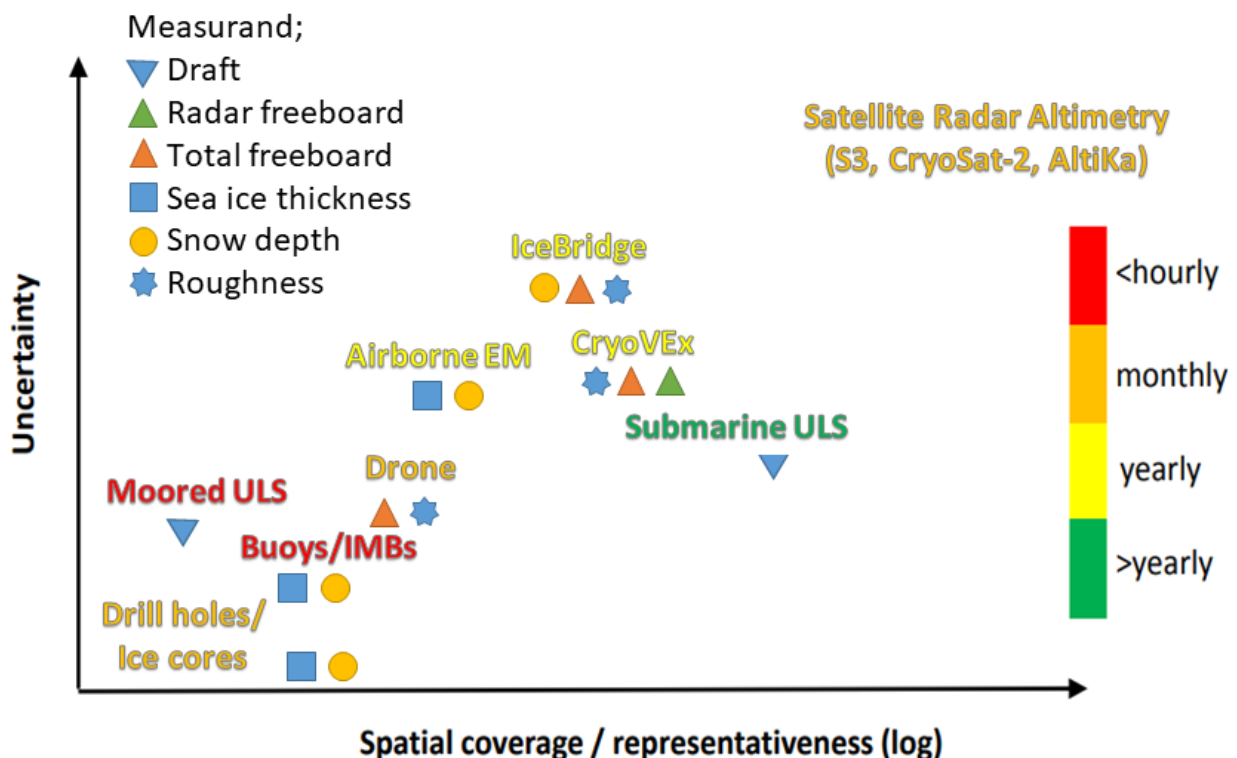 Measurand;
Draft
Radar freeboard
Total freeboard
Sea ice thickness
Snow depth
Roughness
Satellite Radar Altimetry
(S3, CryoSat-2, AltiKa)
IceBridge
CryoVEx
Airborne EM
Submarine ULS
Drone
Moored ULS
Buoys/IMBs
Drill holes/
Ice cores
<hourly
monthly
yearly
>yearly
Uncertainty
Spatial coverage / representativeness (log)